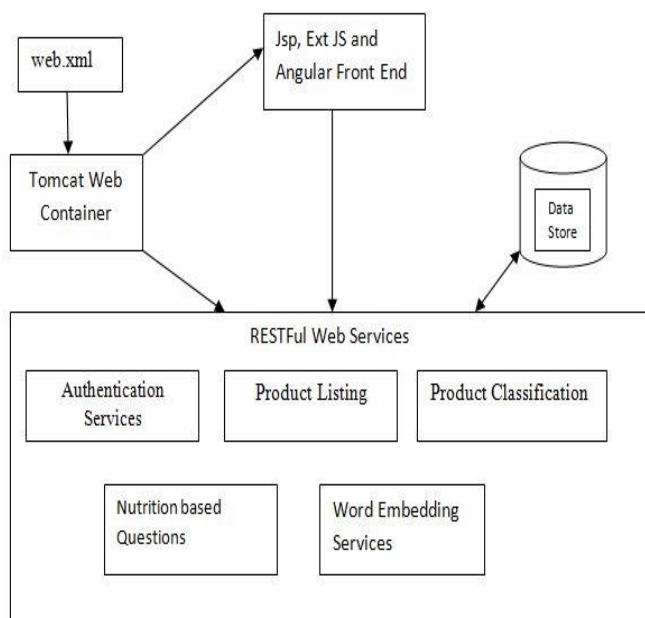 Jsp, Ext JS and
Angular Front End
web.xml
Tomcat Web
Container
Data
Store
RESTFul Web Services
Authentication
Services
Product Listing
Product Classification
Nutrition based
Questions
Word Embedding
Services